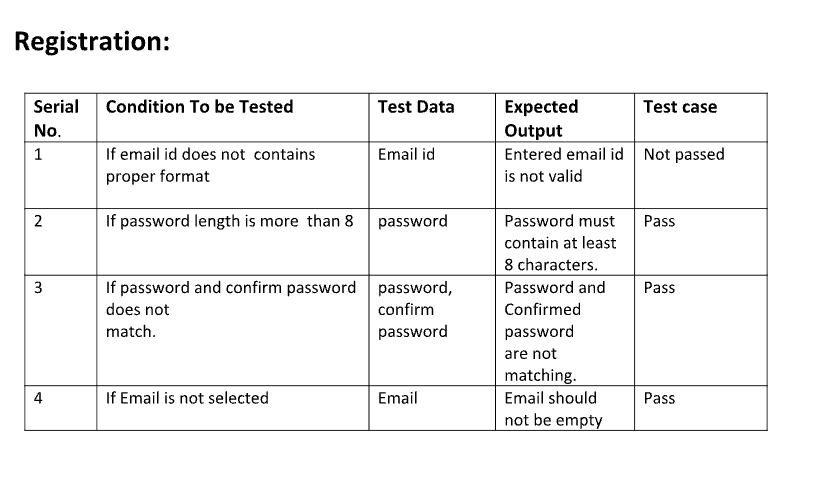 Registration:
Serial No. Condition To be Tested Test Data Expected Output Test case
1 If email id does not contains proper format Email id Entered email id is not valid Not passed
2 If password length is more than 8 password Password must contain at least 8 characters. Pass
3 If password and confirm password does not match. password, confirm password Password and Confirmed password are not matching. Pass
4 If Email is not selected Email Email should not be empty Pass